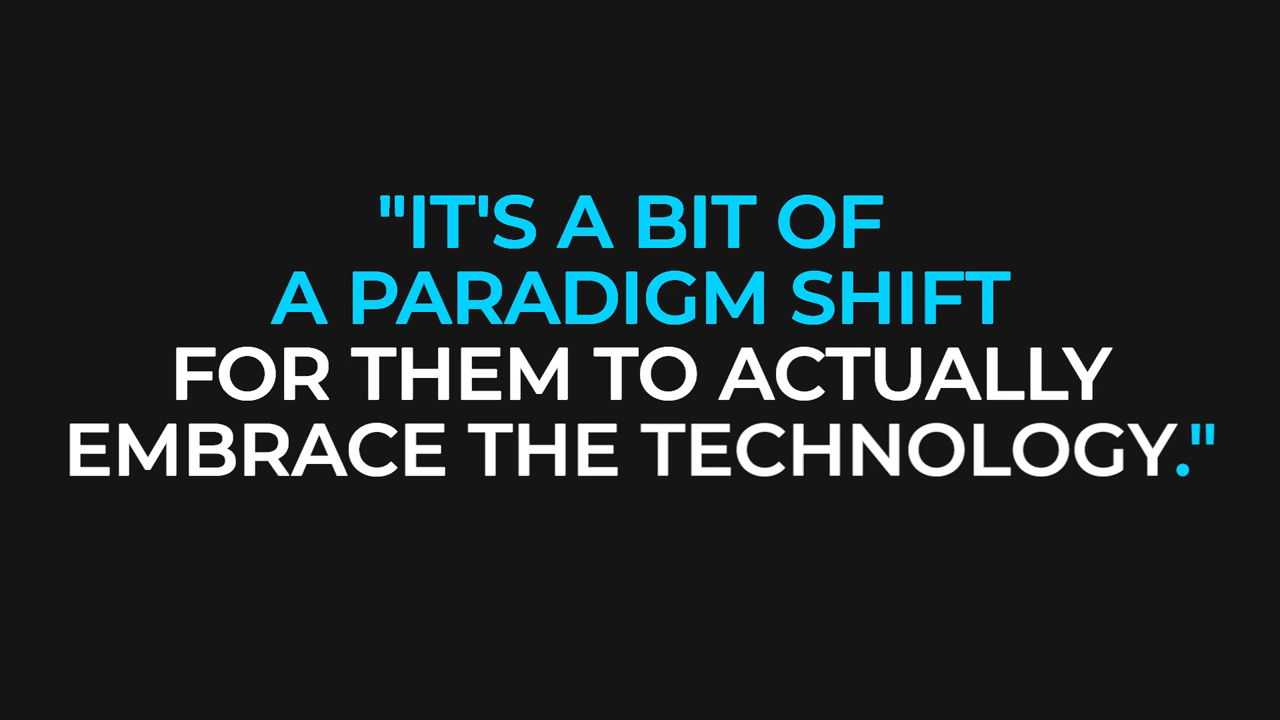 "IT'S A BIT OF
A PARADIGM SHIFT
FOR THEM TO ACTUALLY
EMBRACE THE TECHNOLOGY."